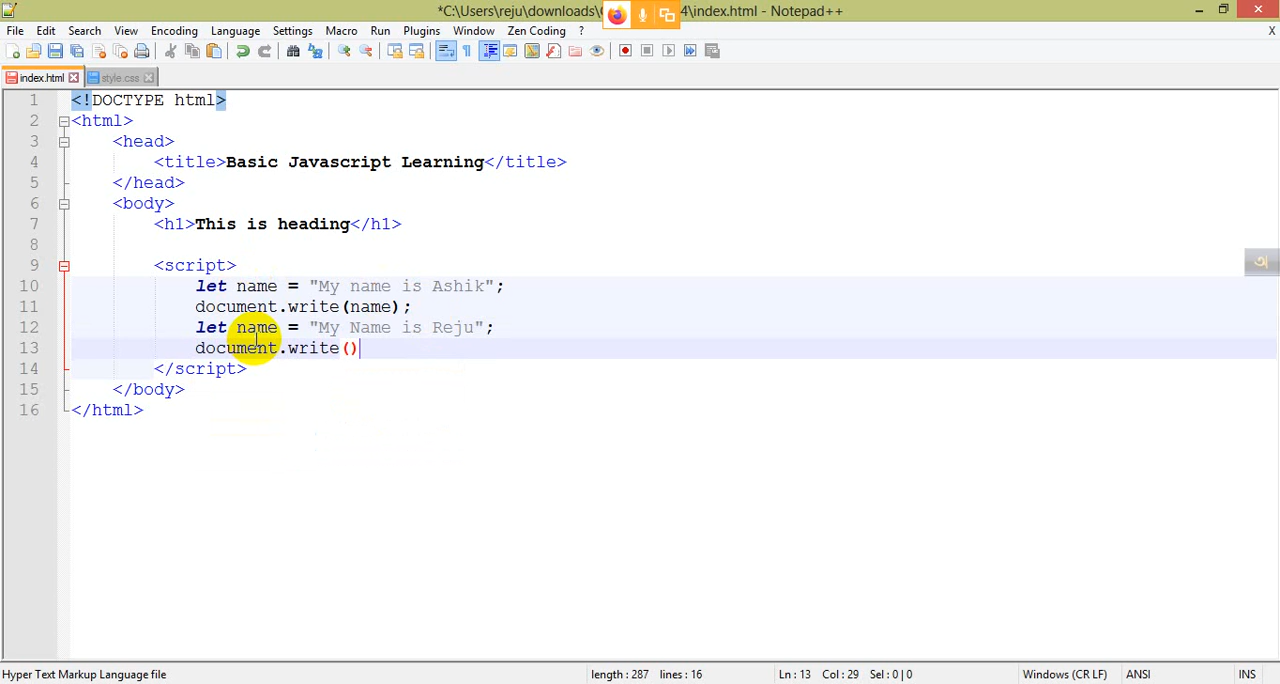 *C:\Users\reju\downloads\ 4\index.html - Notepad++
File Edit Search View Encoding Language Settings Macro Run Plugins Window Zen Coding ? X
index.html style.css
1 <!DOCTYPE html>
2 <html>
3 <head>
4 <title>Basic Javascript Learning</title>
5 </head>
6 <body>
7 <h1>This is heading</h1>
8
9 <script>
অ
10 let name = "My name is Ashik";
11 document.write(name);
12 let name = "My Name is Reju";
13 document.write()
14 </script>
15 </body>
16 </html>
Hyper Text Markup Language file length : 287 lines : 16 Ln : 13 Col : 29 Sel : 0 | 0 Windows (CR LF) ANSI INS